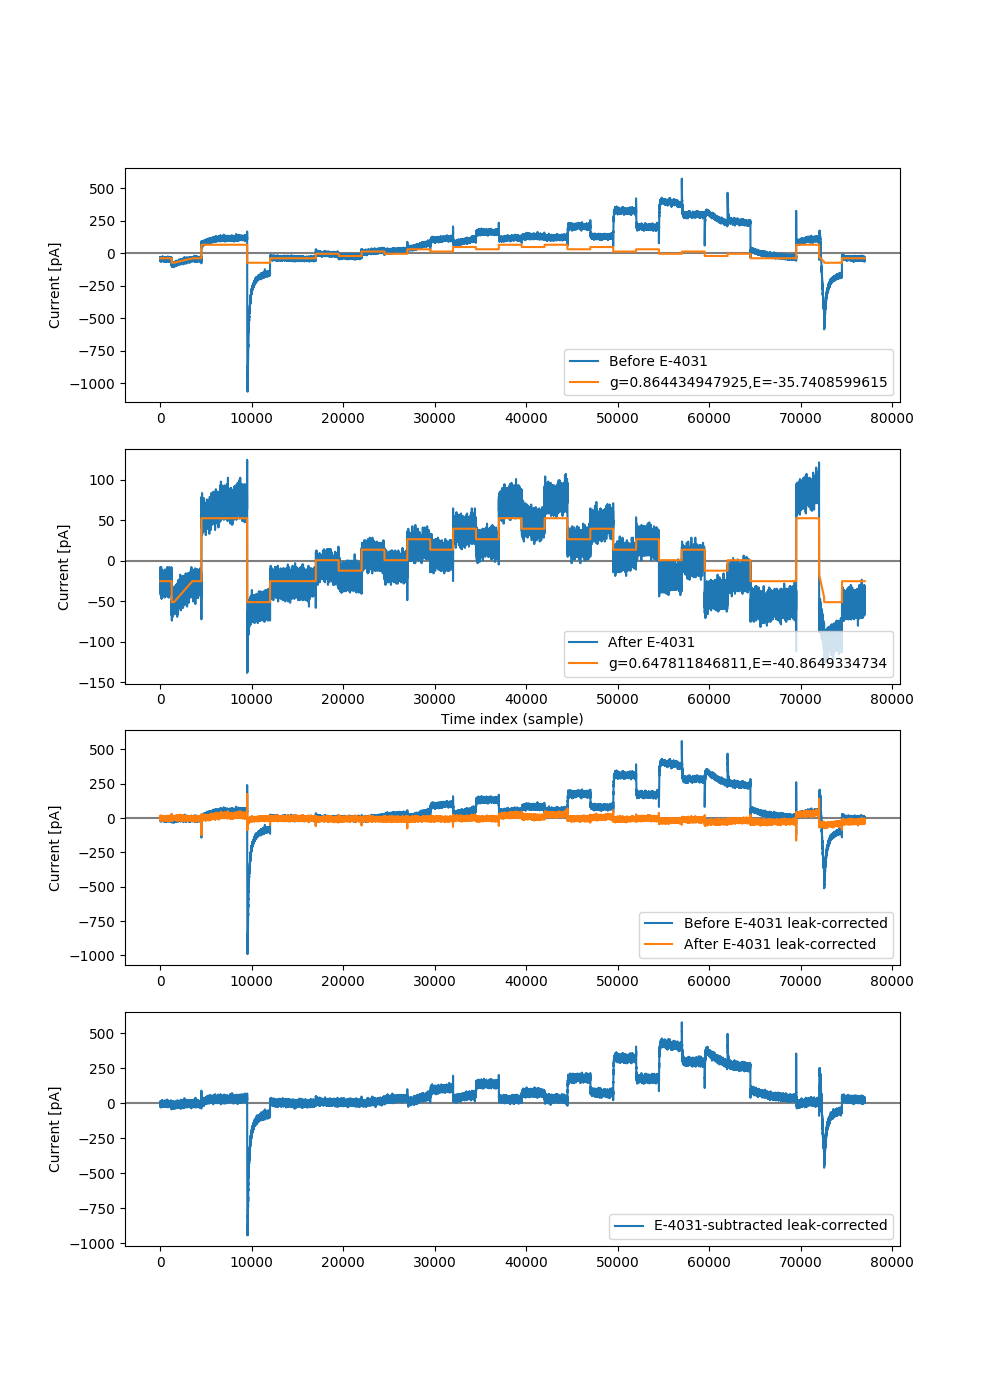 500
250
0
−250
−500
−750
−1000
Current [pA]
Before E-4031
g=0.864434947925,E=-35.7408599615
0 10000 20000 30000 40000 50000 60000 70000 80000
100
50
0
−50
−100
−150
Current [pA]
After E-4031
g=0.647811846811,E=-40.8649334734
0 10000 20000 30000 40000 50000 60000 70000 80000
Time index (sample)
500
250
0
−250
−500
−750
−1000
Current [pA]
Before E-4031 leak-corrected
After E-4031 leak-corrected
0 10000 20000 30000 40000 50000 60000 70000 80000
500
250
0
−250
−500
−750
−1000
Current [pA]
E-4031-subtracted leak-corrected
0 10000 20000 30000 40000 50000 60000 70000 80000